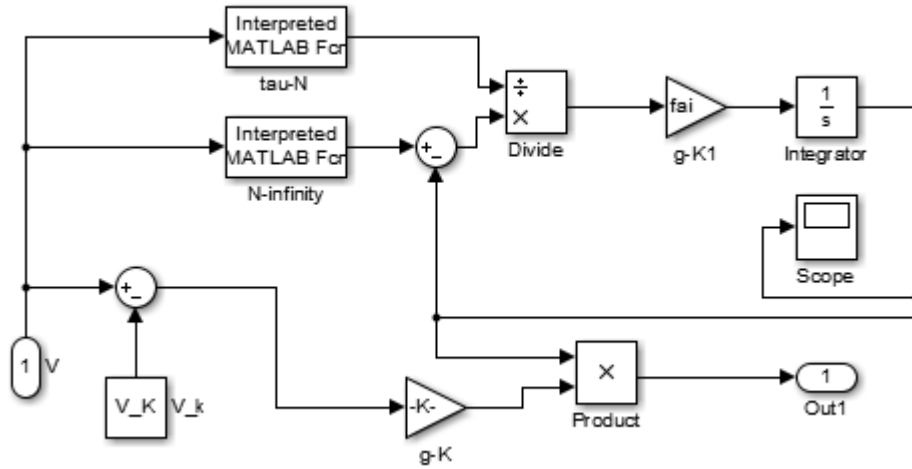 Interpreted
MATLAB Fcn
tau-N
÷
×
Divide
fai
g-K1
1
s
Integrator
Interpreted
MATLAB Fcn
N-infinity
+
-
Scope
+
-
1
V
V_K
V_k
-K-
g-K
×
Product
1
Out1